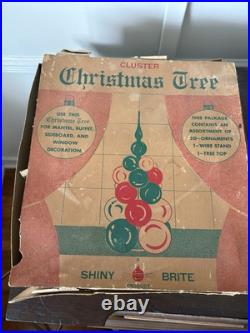 CLUSTER
Christmas Tree
USE THIS
Christmas Tree
FOR MANTEL, BUFFET,
SIDEBOARD, AND
WINDOW
DECORATION.
THIS PACKAGE
CONTAINS AN
ASSORTMENT OF
20-ORNAMENTS
1-WIRE STAND
1-TREE TOP
SHINY BRITE
PRODUCT